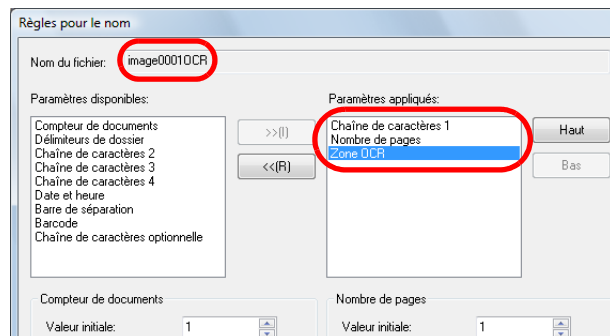 Règles pour le nom
Nom du fichier: image0001OCR
Paramètres disponibles:
Compteur de documents
Délimiteurs de dossier
Chaîne de caractères 2
Chaîne de caractères 3
Chaîne de caractères 4
Date et heure
Barre de séparation
Barcode
Chaîne de caractères optionnelle
>>(I)
<<(R)
Paramètres appliqués:
Chaîne de caractères 1
Nombre de pages
Zone OCR
Haut
Bas
Compteur de documents
Valeur initiale: 1
Nombre de pages
Valeur initiale: 1